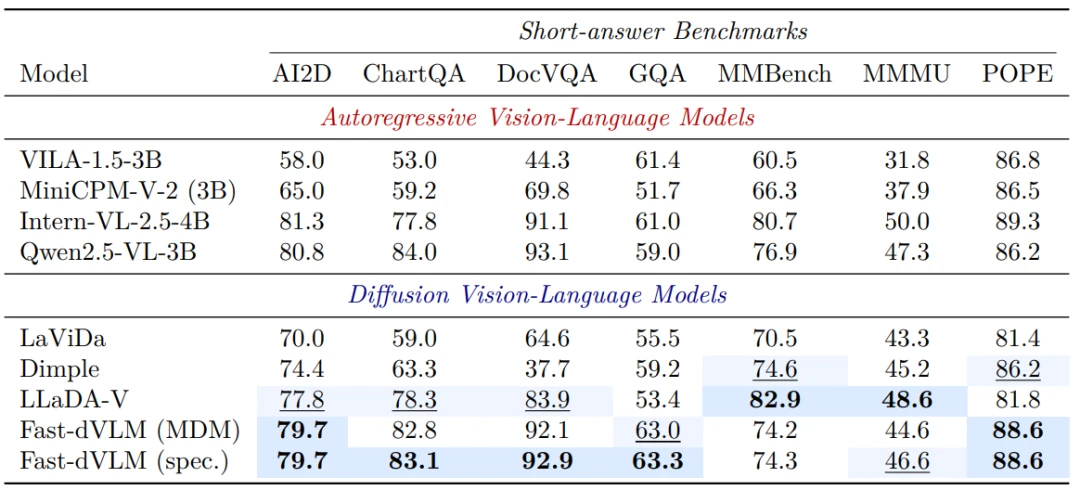 Short-answer Benchmarks
Model AI2D ChartQA DocVQA GQA MMBench MMMU POPE
Autoregressive Vision-Language Models
VILA-1.5-3B 58.0 53.0 44.3 61.4 60.5 31.8 86.8
MiniCPM-V-2 (3B) 65.0 59.2 69.8 51.7 66.3 37.9 86.5
Intern-VL-2.5-4B 81.3 77.8 91.1 61.0 80.7 50.0 89.3
Qwen2.5-VL-3B 80.8 84.0 93.1 59.0 76.9 47.3 86.2
Diffusion Vision-Language Models
LaViDa 70.0 59.0 64.6 55.5 70.5 43.3 81.4
Dimple 74.4 63.3 37.7 59.2 74.6 45.2 86.2
LLaDA-V 77.8 78.3 83.9 53.4 82.9 48.6 81.8
Fast-dVLM (MDM) 79.7 82.8 92.1 63.0 74.2 44.6 88.6
Fast-dVLM (spec.) 79.7 83.1 92.9 63.3 74.3 46.6 88.6